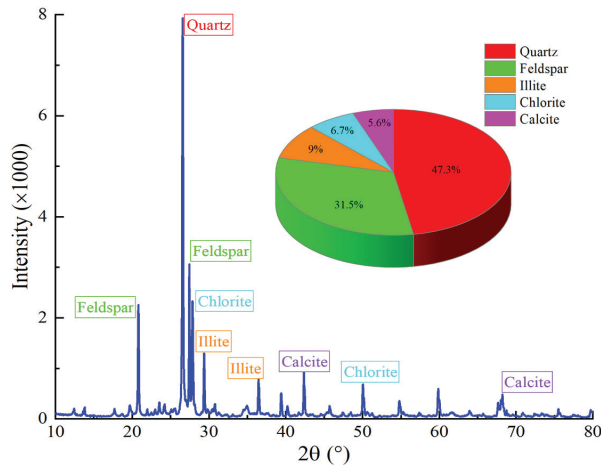 8
6
4
2
0
Intensity (×1000)
10
20
30
40
50
60
70
80
2θ (°)
Quartz
Feldspar
Feldspar
Chlorite
Illite
Illite
Calcite
Chlorite
Calcite
Quartz
Feldspar
Illite
Chlorite
Calcite
5.6%
6.7%
9%
47.3%
31.5%